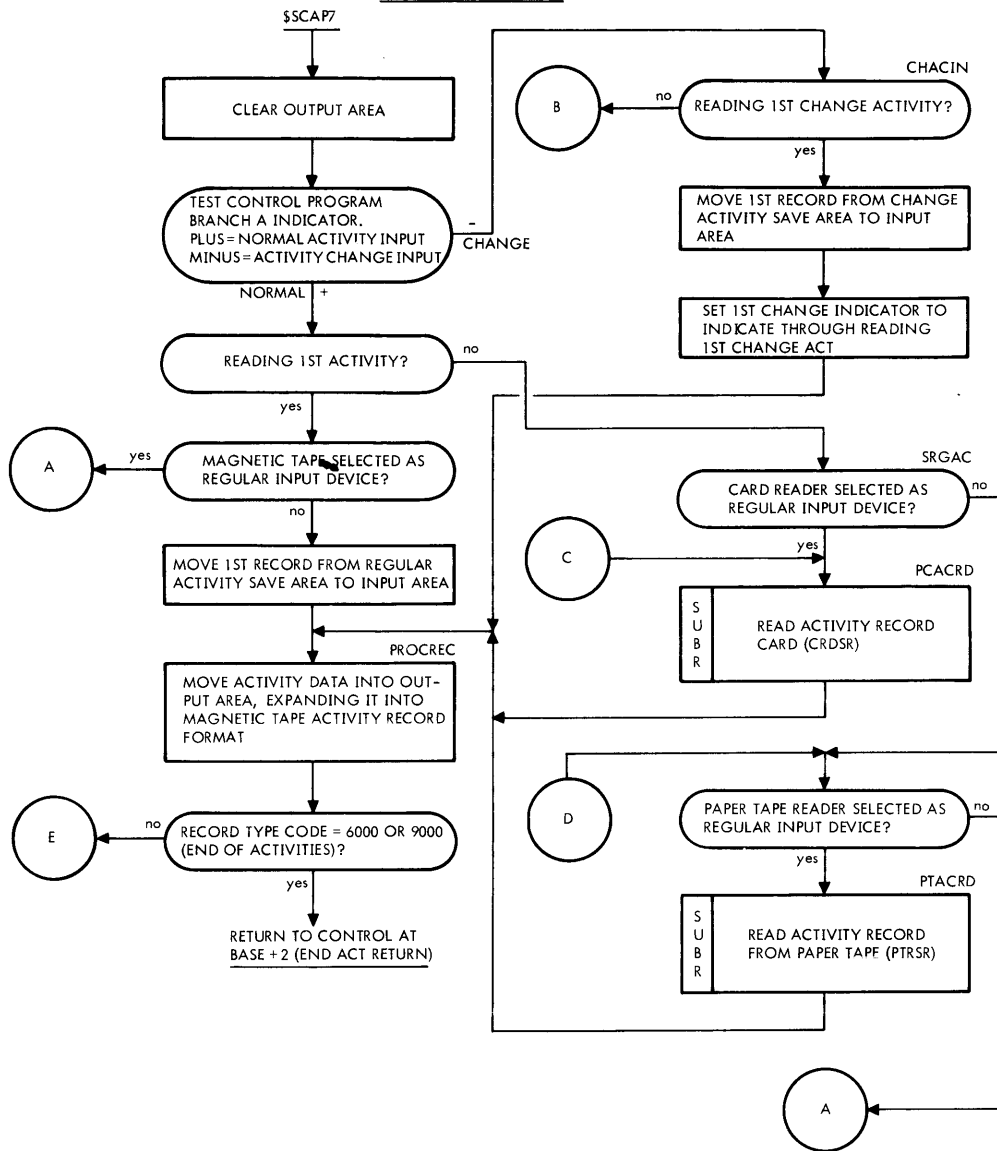 $SCAP7
CLEAR OUTPUT AREA
TEST CONTROL PROGRAM
BRANCH A INDICATOR.
PLUS=NORMAL ACTIVITY INPUT
MINUS=ACTIVITY CHANGE INPUT
−
CHANGE
NORMAL +
READING 1ST ACTIVITY?
no
yes
A
yes
MAGNETIC TAPE SELECTED AS
REGULAR INPUT DEVICE?
no
MOVE 1ST RECORD FROM REGULAR
ACTIVITY SAVE AREA TO INPUT AREA
PROCREC
MOVE ACTIVITY DATA INTO OUT-
PUT AREA, EXPANDING IT INTO
MAGNETIC TAPE ACTIVITY RECORD
FORMAT
E
no
RECORD TYPE CODE = 6000 OR 9000
(END OF ACTIVITIES)?
yes
RETURN TO CONTROL AT
BASE +2 (END ACT RETURN)
CHACIN
B
no
READING 1ST CHANGE ACTIVITY?
yes
MOVE 1ST RECORD FROM CHANGE
ACTIVITY SAVE AREA TO INPUT
AREA
SET 1ST CHANGE INDICATOR TO
INDICATE THROUGH READING
1ST CHANGE ACT
SRGAC
CARD READER SELECTED AS
REGULAR INPUT DEVICE?
no
yes
C
PCACRD
SUBR
READ ACTIVITY RECORD
CARD (CRDSR)
D
PAPER TAPE READER SELECTED AS
REGULAR INPUT DEVICE?
no
yes
PTACRD
SUBR
READ ACTIVITY RECORD
FROM PAPER TAPE (PTRSR)
A